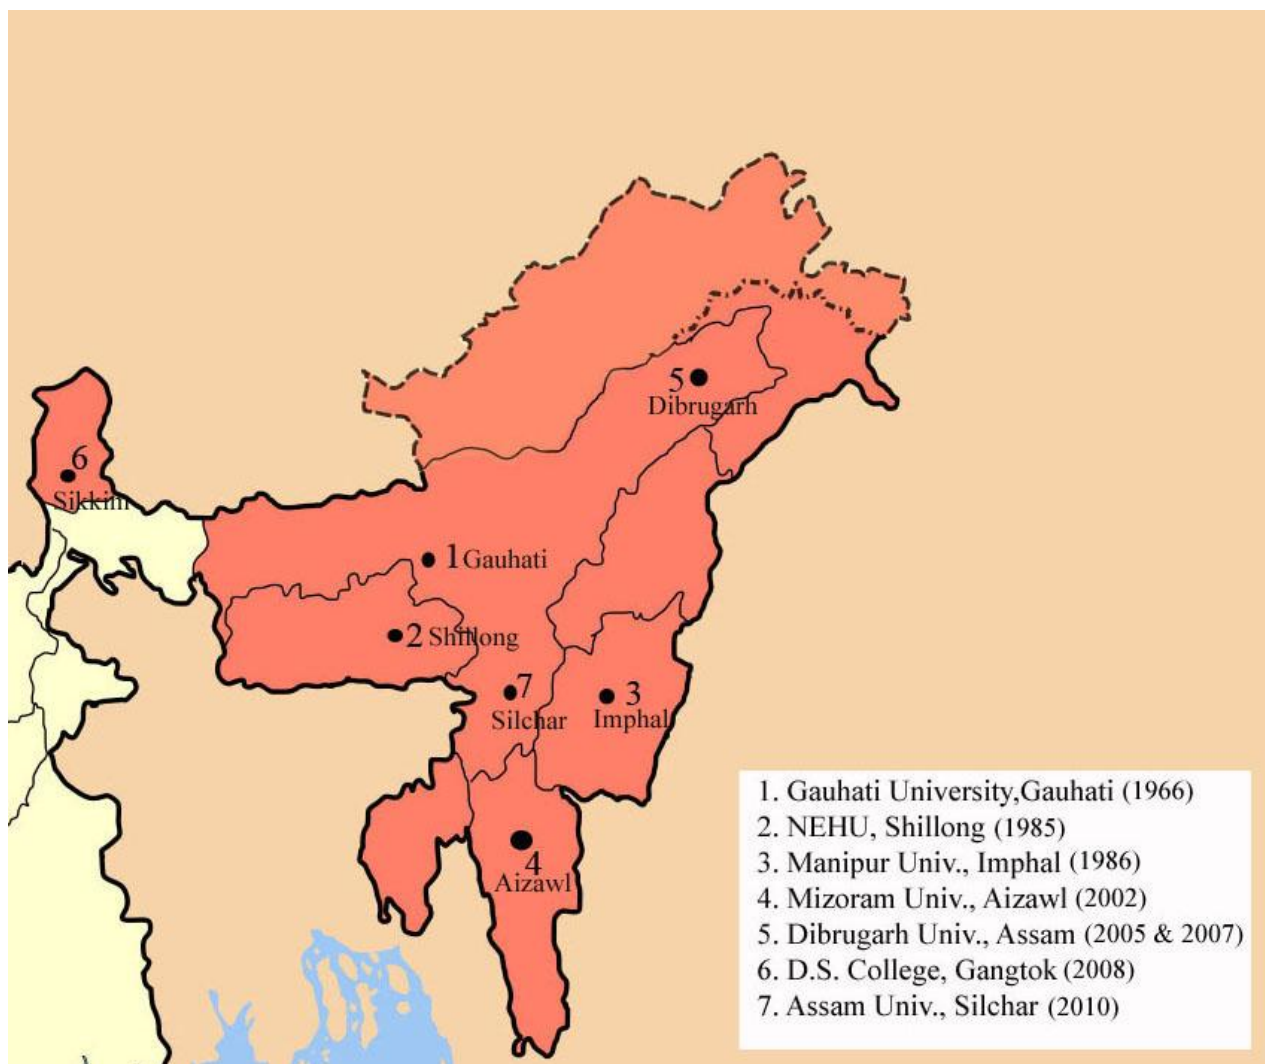 5
Dibrugarh
6
Sikkim
1 Gauhati
2 Shillong
7
Silchar
3
Imphal
4
Aizawl
1. Gauhati University,Gauhati (1966)
2. NEHU, Shillong (1985)
3. Manipur Univ., Imphal (1986)
4. Mizoram Univ., Aizawl (2002)
5. Dibrugarh Univ., Assam (2005 & 2007)
6. D.S. College, Gangtok (2008)
7. Assam Univ., Silchar (2010)